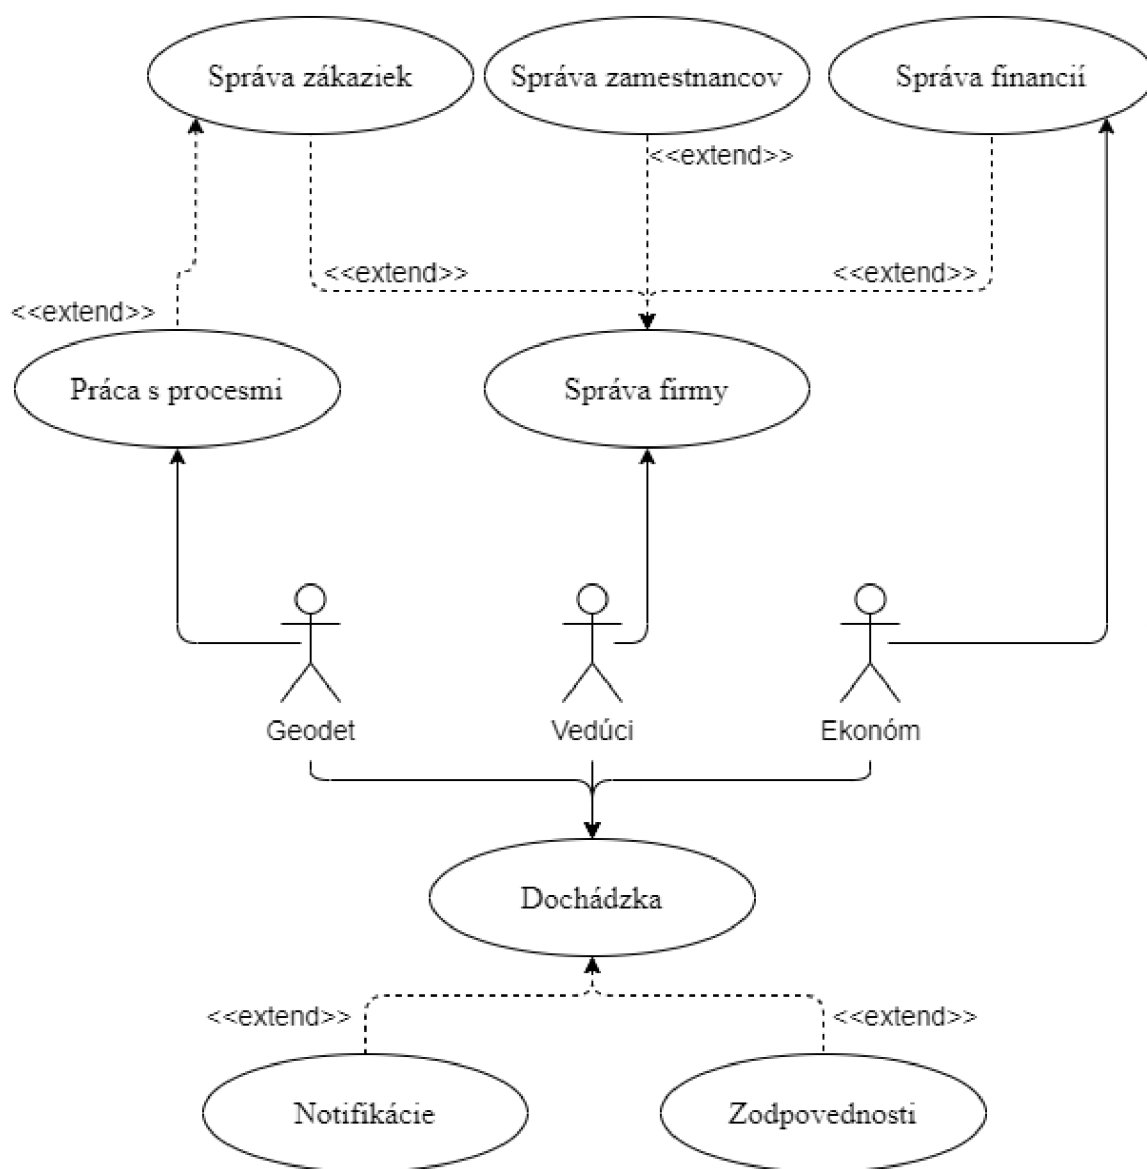 Správa zákaziek
Správa zamestnancov
Správa financií
<<extend>>
<<extend>>
<<extend>>
<<extend>>
Práca s procesmi
Správa firmy
Geodet
Vedúci
Ekonóm
Dochádzka
<<extend>>
<<extend>>
Notifikácie
Zodpovednosti